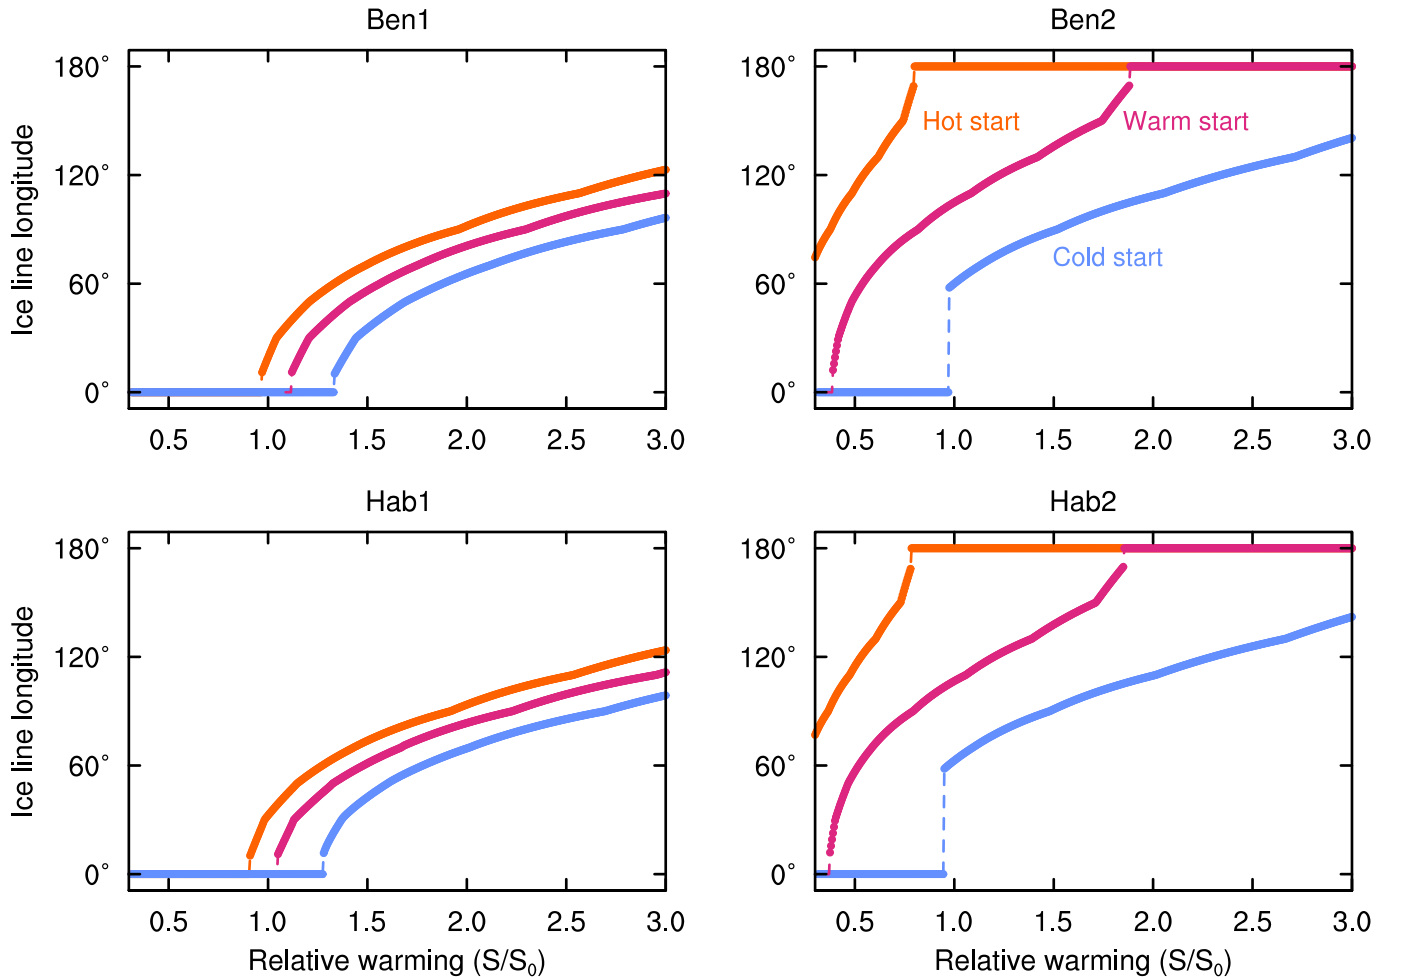 Ben1
Ben2
180°
120°
60°
0°
Ice line longitude
0.5 1.0 1.5 2.0 2.5 3.0
180°
120°
60°
0°
Hot start
Warm start
Cold start
0.5 1.0 1.5 2.0 2.5 3.0
Hab1
Hab2
180°
120°
60°
0°
Ice line longitude
0.5 1.0 1.5 2.0 2.5 3.0
Relative warming (S/S₀)
180°
120°
60°
0°
0.5 1.0 1.5 2.0 2.5 3.0
Relative warming (S/S₀)